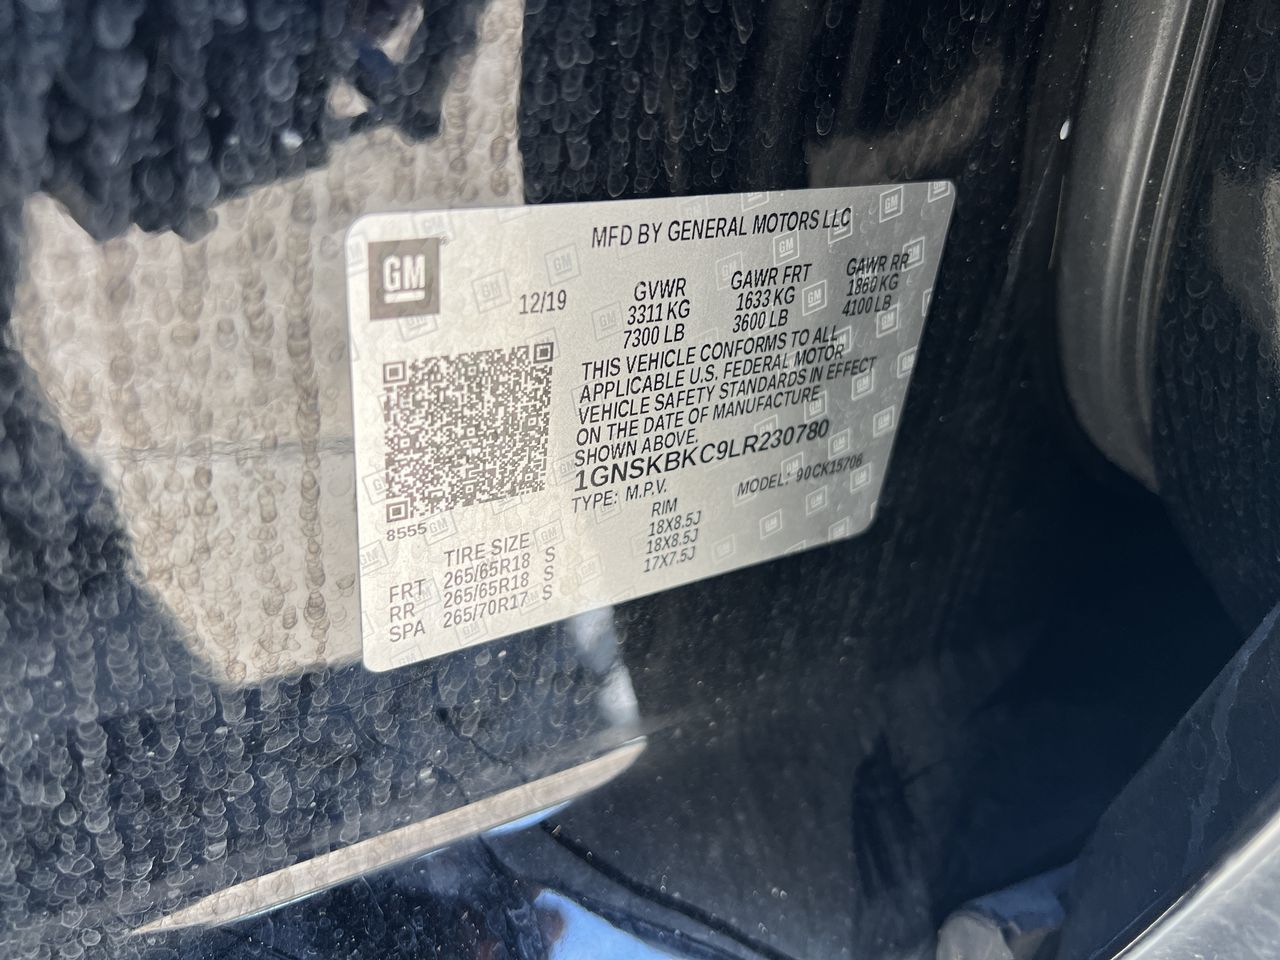 MFD BY GENERAL MOTORS LLC
GM
12/19
GVWR GAWR FRT GAWR RR
3311 KG 1633 KG 1860 KG
7300 LB 3600 LB 4100 LB
THIS VEHICLE CONFORMS TO ALL
APPLICABLE U.S. FEDERAL MOTOR
VEHICLE SAFETY STANDARDS IN EFFECT
ON THE DATE OF MANUFACTURE
SHOWN ABOVE.
1GNSKBKC9LR230780
TYPE: M.P.V. MODEL: 90CK15706
8555
TIRE SIZE RIM
FRT 265/65R18 S 18X8.5J
RR 265/65R18 S 18X8.5J
SPA 265/70R17 S 17X7.5J